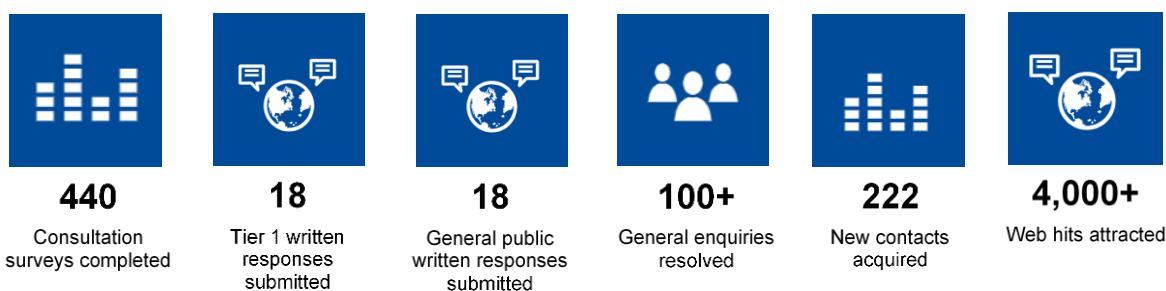 440
Consultation
surveys completed
18
Tier 1 written
responses
submitted
18
General public
written responses
submitted
100+
General enquiries
resolved
222
New contacts
acquired
4,000+
Web hits attracted